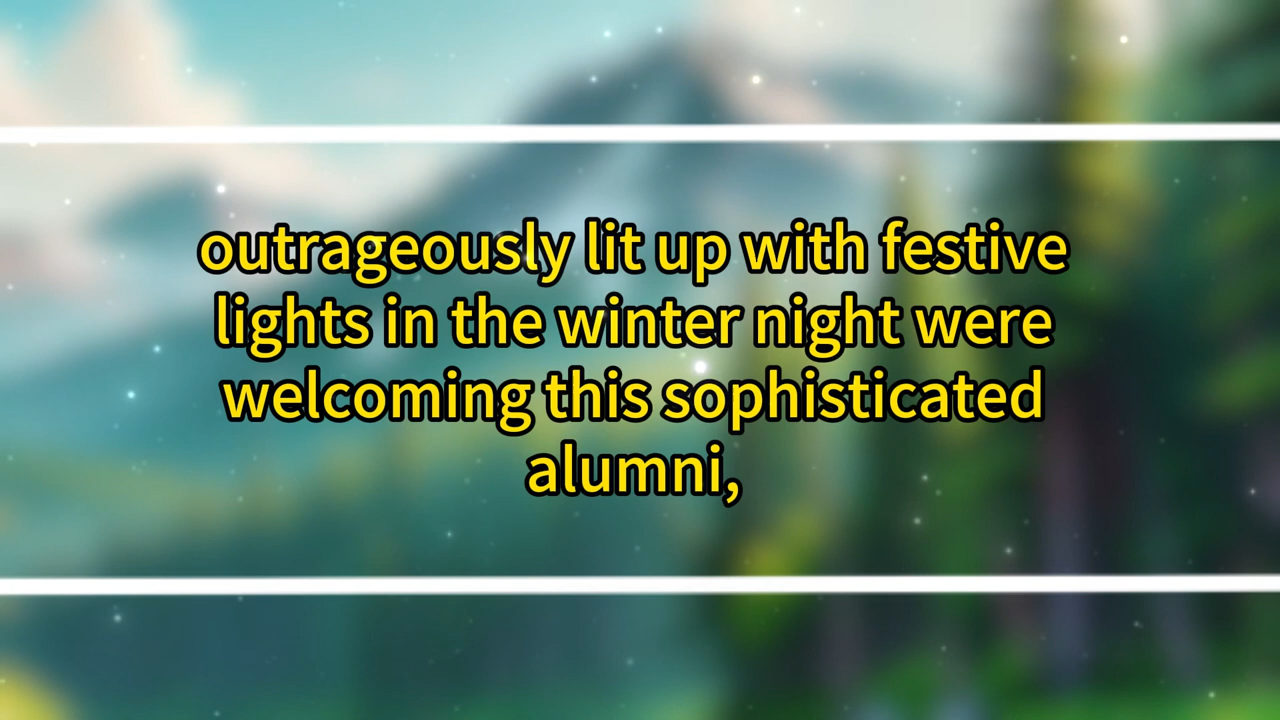 outrageously lit up with festive
lights in the winter night were
welcoming this sophisticated
alumni,